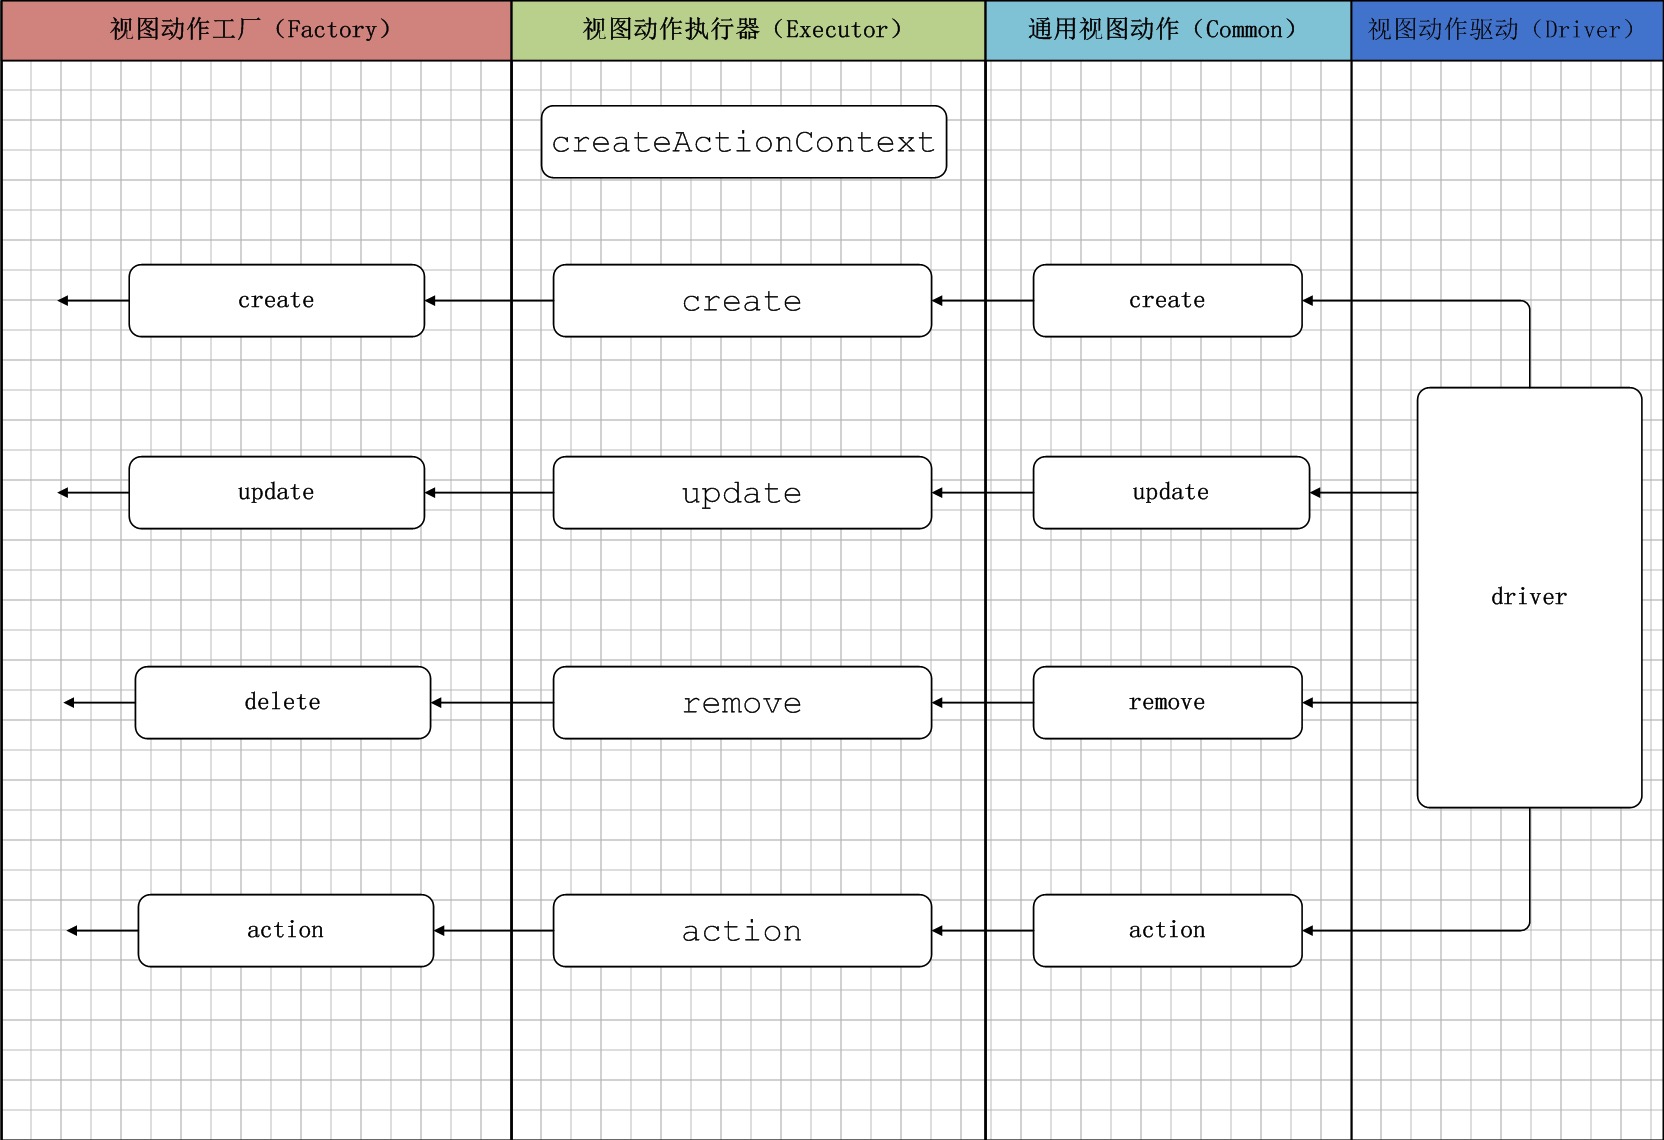 视图动作工厂（Factory）
视图动作执行器（Executor）
通用视图动作（Common）
视图动作驱动（Driver）
createActionContext
create
create
create
update
update
update
driver
delete
remove
remove
action
action
action